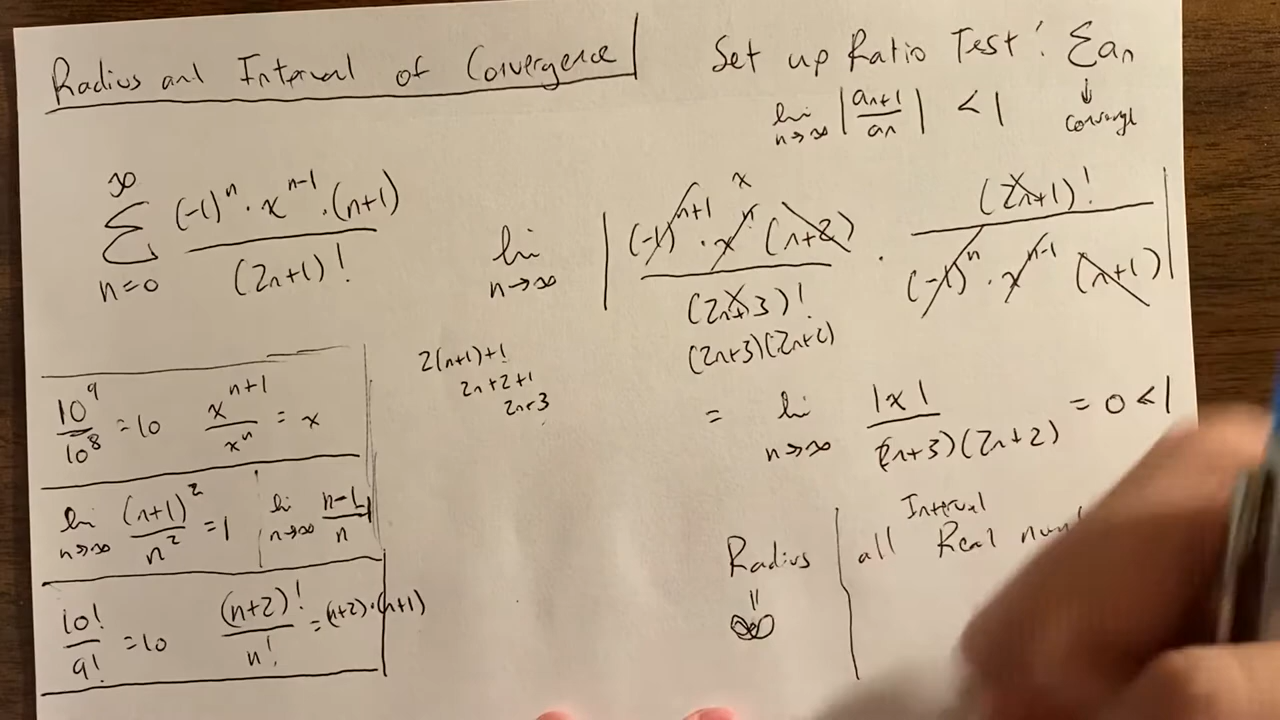 Radius and Interval of Convergence
Set up Ratio Test: Σan
lim n→∞ |an+1/an| < 1
converge
∞ Σ n=0 (-1)^n · x^(n-1) · (n+1) / (2n+1)!
lim n→∞ | (-1)^(n+1) · x^n (n+2) / (2n+3)! · (2n+1)! / (-1)^n · x^(n-1) (n+1) |
x
(2n+3)(2n+2)
2(n+1)+1
2n+2+1
2n+3
= lim n→∞ |x| / (2n+3)(2n+2) = 0 < 1
10^9/10^8 = 10 x^(n+1)/x^n = x
lim n→∞ (n+1)^2/n^2 = 1 lim n→∞ n-1/n
10!/9! = 10 (n+2)!/n! = (n+2)·(n+1)
Radius
=
∞
Interval
all Real